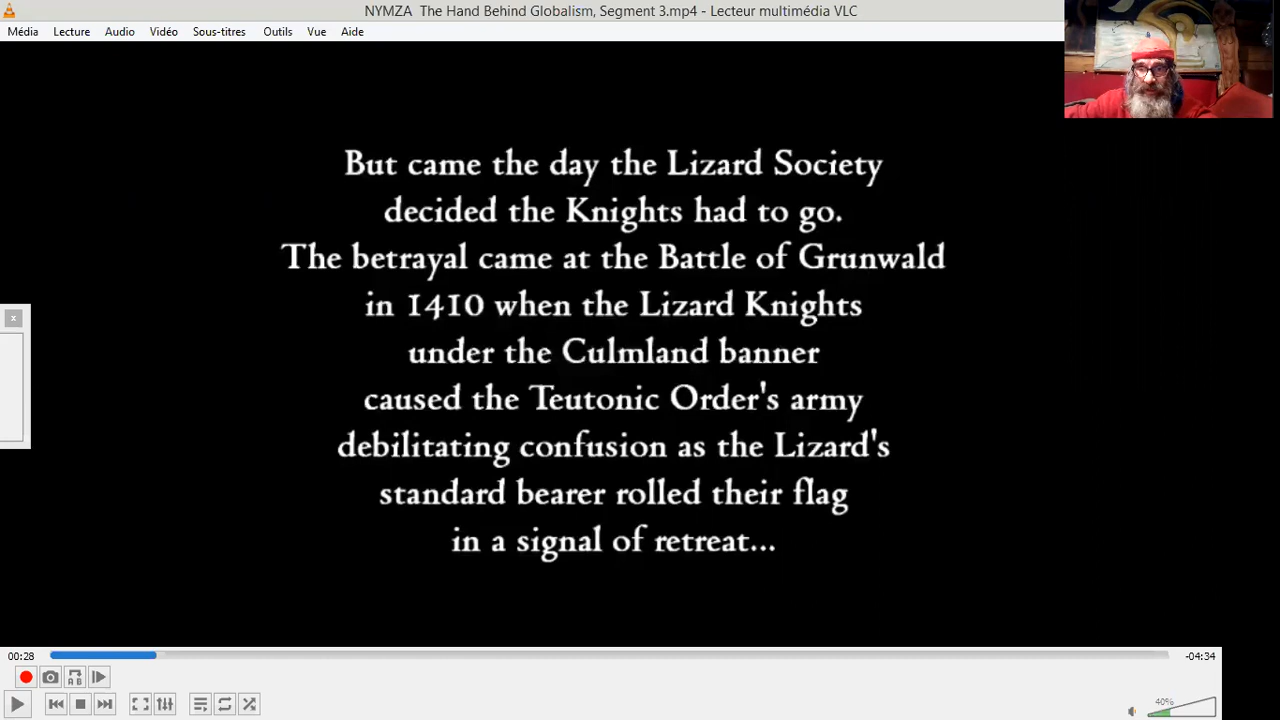 NYMZA The Hand Behind Globalism, Segment 3.mp4 - Lecteur multimédia VLC
Média Lecture Audio Vidéo Sous-titres Outils Vue Aide
But came the day the Lizard Society
decided the Knights had to go.
The betrayal came at the Battle of Grunwald
in 1410 when the Lizard Knights
under the Culmland banner
caused the Teutonic Order's army
debilitating confusion as the Lizard's
standard bearer rolled their flag
in a signal of retreat...
00:28 -04:34
A B
40%